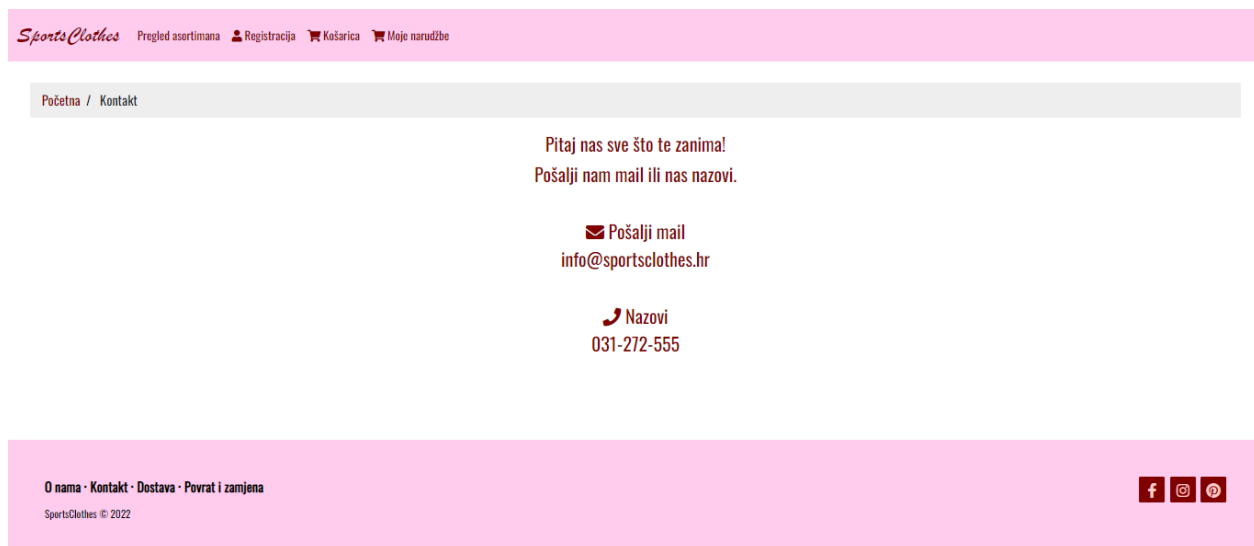 SportsClothes Pregled asortimana Registracija Košarica Moje narudžbe
Početna / Kontakt
Pitaj nas sve što te zanima!
Pošalji nam mail ili nas nazovi.
Pošalji mail
info@sportsclothes.hr
Nazovi
031-272-555
O nama · Kontakt · Dostava · Povrat i zamjena
SportsClothes © 2022